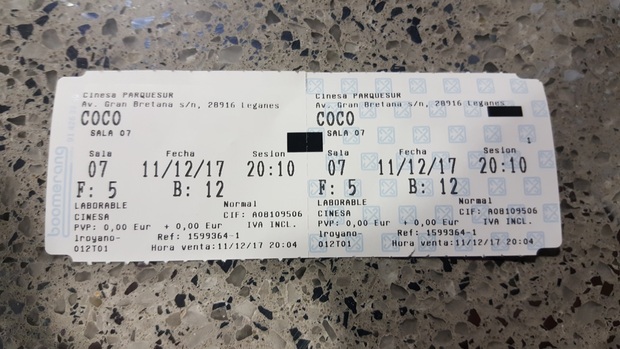 Cinesa PARQUESUR
Av. Gran Bretana s/n, 28916 Leganes
COCO
SALA 07
Sala Fecha Sesion
07 11/12/17 20:10
F: 5 B: 12
LABORABLE Normal
CINESA CIF: A08109506
PVP: 0,00 Eur + 0,00 Eur IVA INCL.
Iroyano- Ref: 1599364-1
012T01 Hora venta:11/12/17 20:04
boomerang
Cinesa PARQUESUR
Av. Gran Bretana s/n, 28916 Leganes
COCO
SALA 07
Sala Fecha Sesion
07 11/12/17 20:10
F: 5 B: 12
LABORABLE Normal
CINESA CIF: A08109506
PVP: 0,00 Eur + 0,00 Eur IVA INCL.
Iroyano- Ref: 1599364-1
012T01 Hora venta:11/12/17 20:04